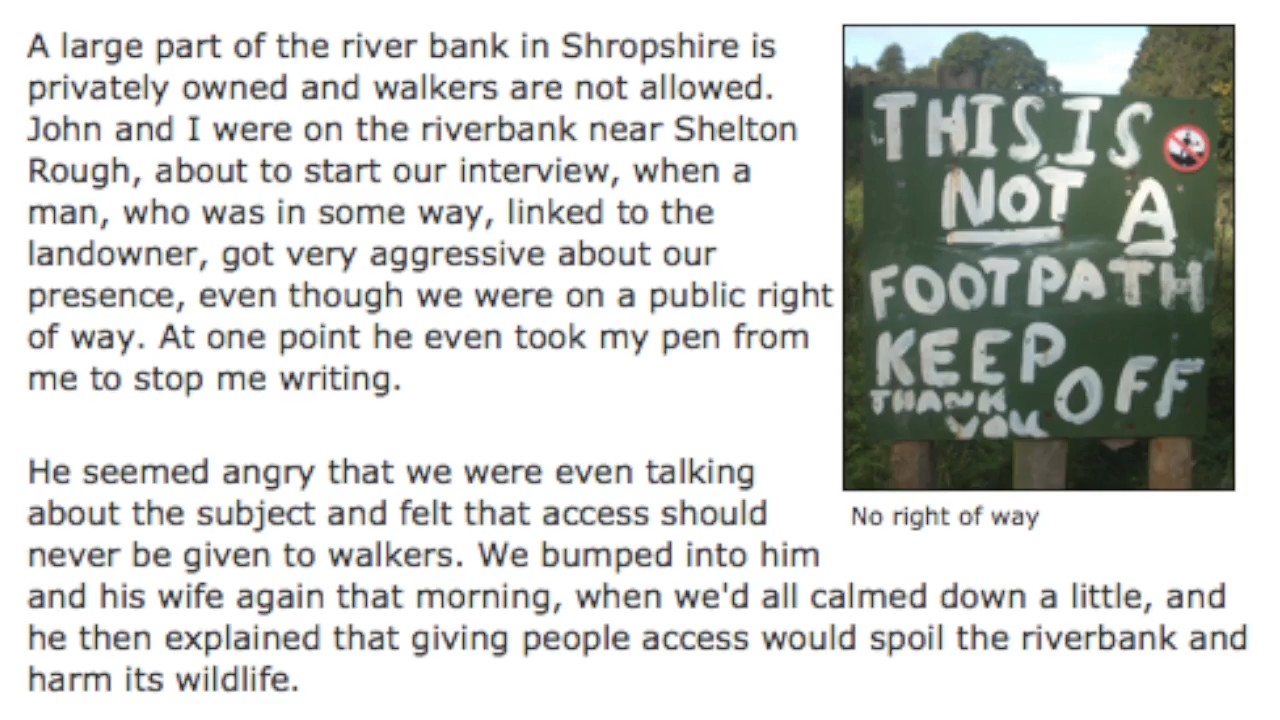 A large part of the river bank in Shropshire is
privately owned and walkers are not allowed.
John and I were on the riverbank near Shelton
Rough, about to start our interview, when a
man, who was in some way, linked to the
landowner, got very aggressive about our
presence, even though we were on a public right
of way. At one point he even took my pen from
me to stop me writing.
He seemed angry that we were even talking
about the subject and felt that access should
never be given to walkers. We bumped into him
and his wife again that morning, when we'd all calmed down a little, and
he then explained that giving people access would spoil the riverbank and
harm its wildlife.
THIS IS
NOT A
FOOTPATH
KEEP OFF
THANK
YOU
No right of way